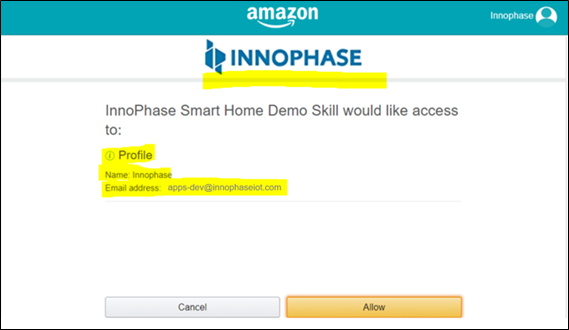 amazon
Innophase
INNOPHASE
InnoPhase Smart Home Demo Skill would like access
to:
Profile
Name: Innophase
Email address: apps-dev@innophaseiot.com
Cancel
Allow